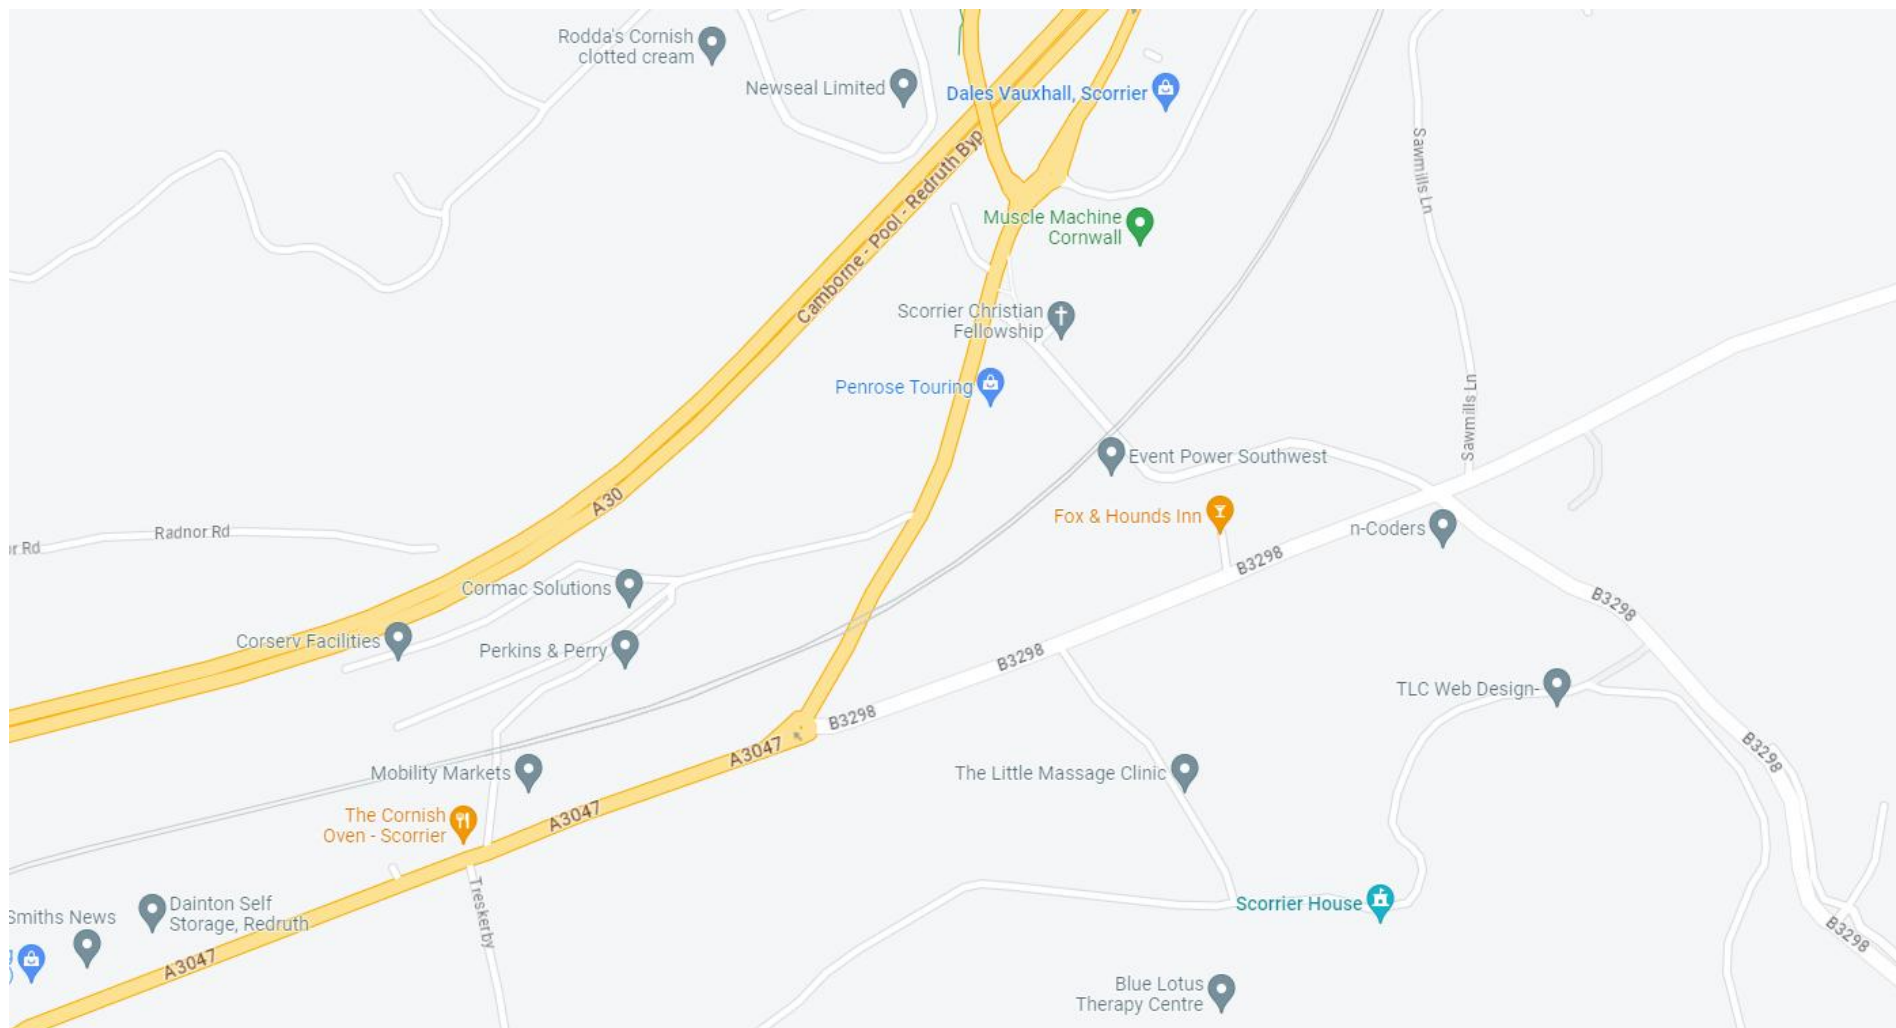 Rodda's Cornish
clotted cream
Newseal Limited
Dales Vauxhall, Scorrier
Camborne - Pool - Redruth Byp
Sawmills Ln
Muscle Machine
Cornwall
Scorrier Christian
Fellowship
Penrose Touring
Sawmills Ln
Event Power Southwest
A30
Fox & Hounds Inn
n-Coders
Radnor Rd
Rd
B3298
Cormac Solutions
B3298
Corserv Facilities
Perkins & Perry
B3298
TLC Web Design-
B3298
A3047
B3298
Mobility Markets
The Little Massage Clinic
The Cornish
Oven - Scorrier
A3047
Treskerby
Dainton Self
Storage, Redruth
Smiths News
Scorrier House
B3298
A3047
Blue Lotus
Therapy Centre